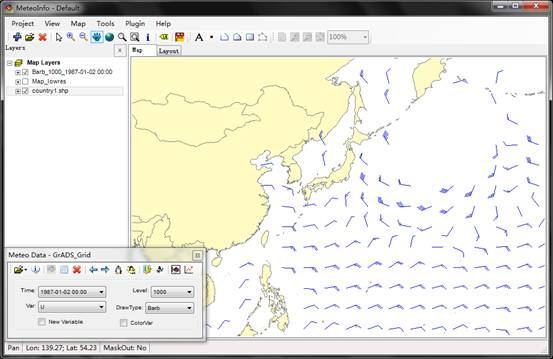 MeteoInfo - Default
Project View Map Tools Plugin Help
100%
Layers
Map Layout
Map Layers
Barb_1000_1987-01-02 00:00
Map_lowres
country1.shp
Meteo Data - GrADS_Grid
Time: 1987-01-02 00:00 Level: 1000
Var: U DrawType: Barb
New Variable ColorVar
Pan Lon: 139.27; Lat: 54.23 MaskOut: No